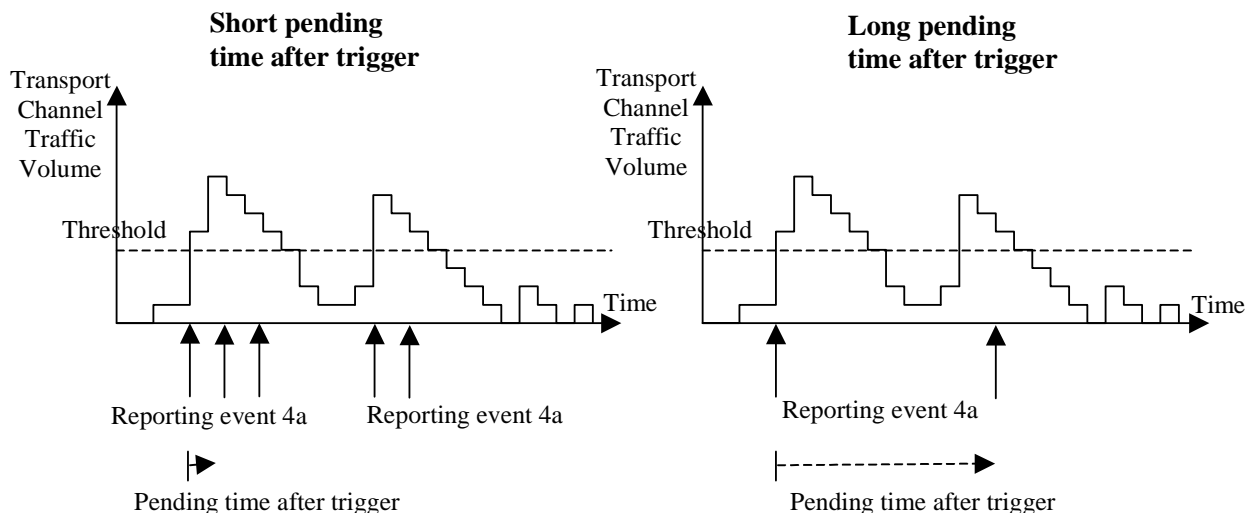 Short pending
time after trigger
Transport
Channel
Traffic
Volume
Threshold
Time
Reporting event 4a
Reporting event 4a
Pending time after trigger
Long pending
time after trigger
Transport
Channel
Traffic
Volume
Threshold
Time
Reporting event 4a
Pending time after trigger